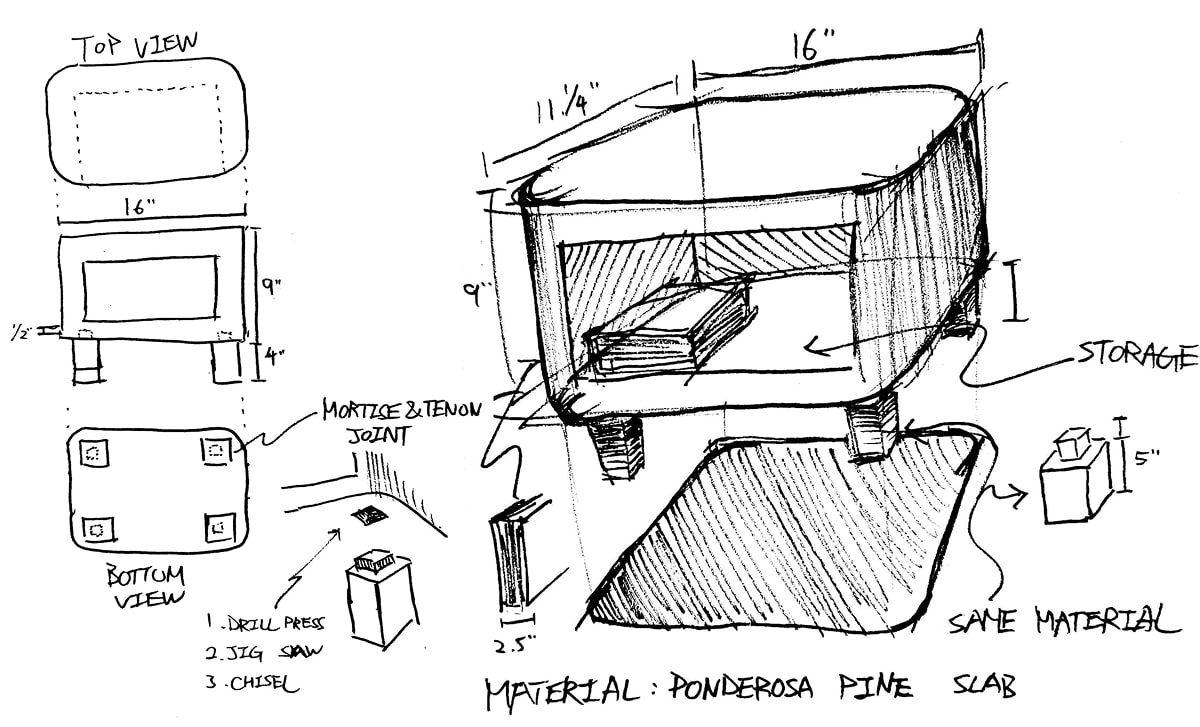 TOP VIEW
16"
9"
1/2"
4"
MORTISE & TENON
JOINT
BOTTOM
VIEW
1. DRILL PRESS
2. JIG SAW
3. CHISEL
16"
11.1/4"
9"
STORAGE
5"
2.5"
SAME MATERIAL
MATERIAL : PONDEROSA PINE SLAB